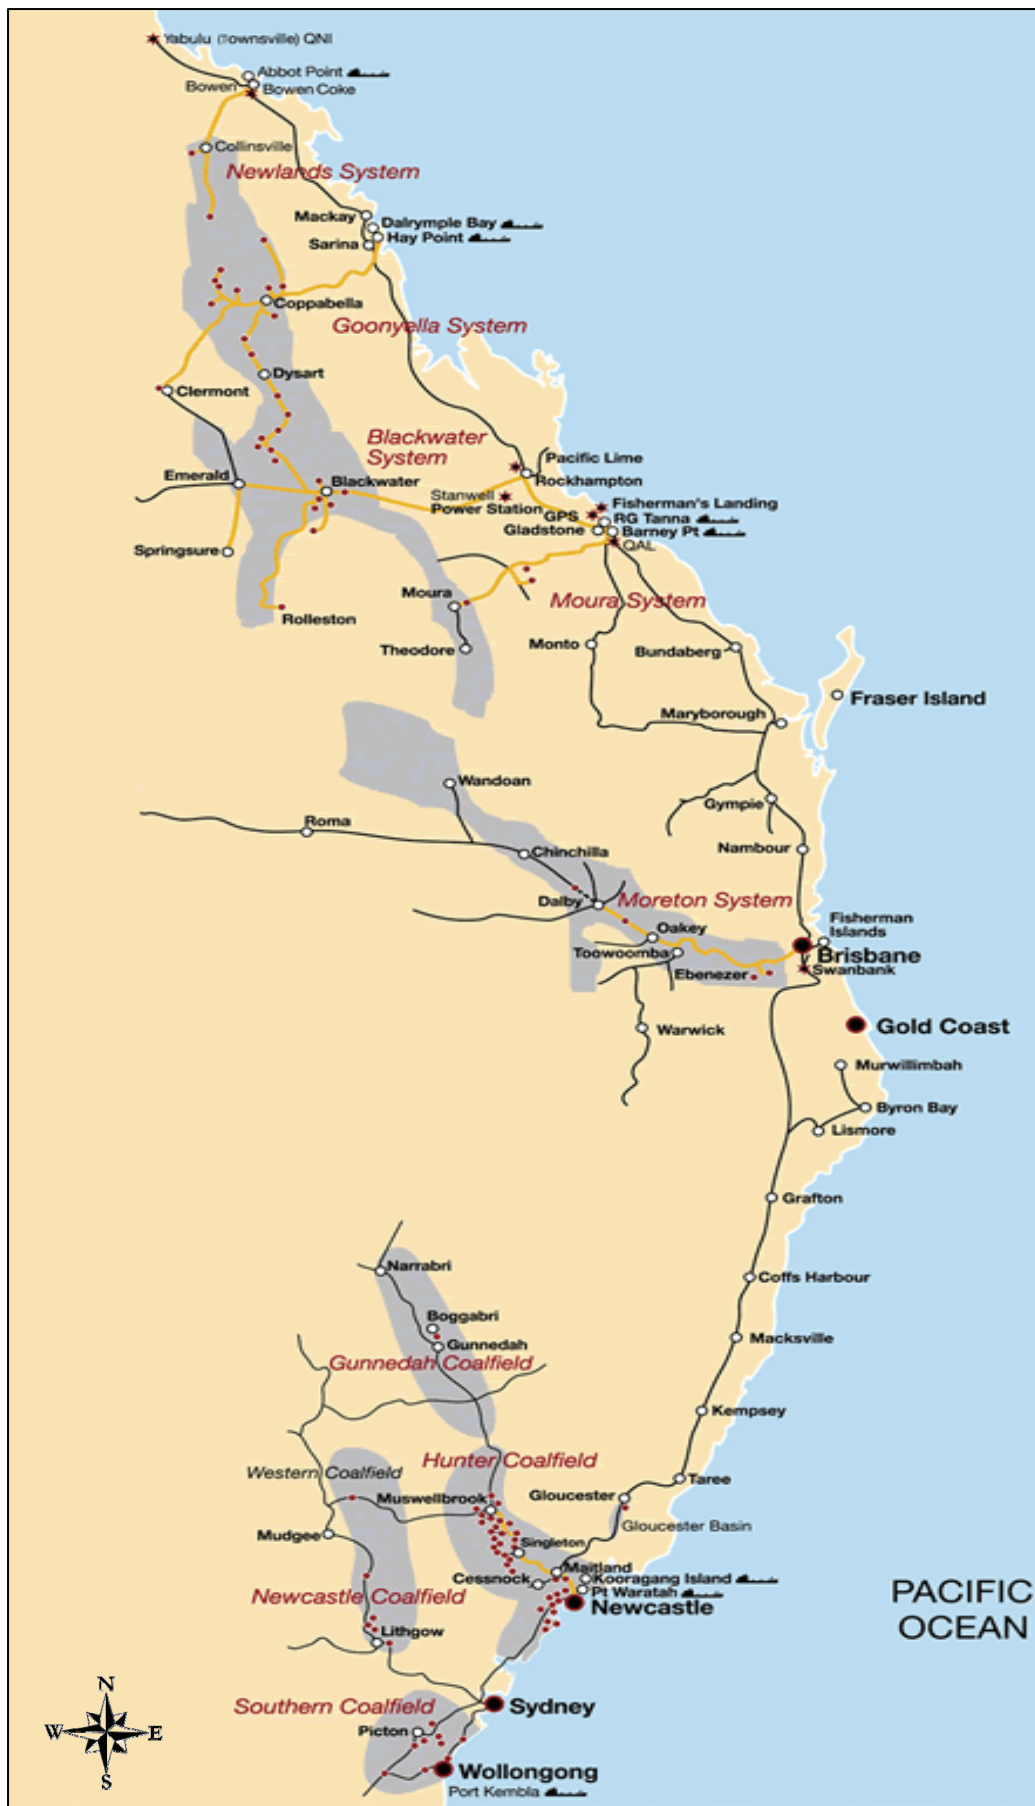 Yabulu (Townsville) QNI
Abbot Point
Bowen
Bowen Coke
Collinsville
Newlands System
Mackay
Dalrymple Bay
Hay Point
Sarina
Coppabella
Goonyella System
Dysart
Clermont
Blackwater
System
Pacific Lime
Emerald
Blackwater
Rockhampton
Stanwell
Power Station
Fisherman's Landing
GPS
RG Tanna
Gladstone
Barney Pt
QAL
Springsure
Moura
Moura System
Rolleston
Theodore
Monto
Bundaberg
Fraser Island
Maryborough
Wandoan
Gympie
Roma
Nambour
Chinchilla
Dalby
Moreton System
Fisherman
Islands
Oakey
Toowoomba
Brisbane
Ebenezer
Swanbank
Gold Coast
Warwick
Murwillimbah
Byron Bay
Lismore
Grafton
Narrabri
Coffs Harbour
Boggabri
Macksville
Gunnedah
Gunnedah Coalfield
Kempsey
Hunter Coalfield
Western Coalfield
Taree
Muswellbrook
Gloucester
Gloucester Basin
Mudgee
Singleton
Maitland
Cessnock
Kooragang Island
Pt Waratah
Newcastle Coalfield
Newcastle
PACIFIC
OCEAN
Lithgow
N
Southern Coalfield
Sydney
W
E
Picton
S
Wollongong
Port Kembla